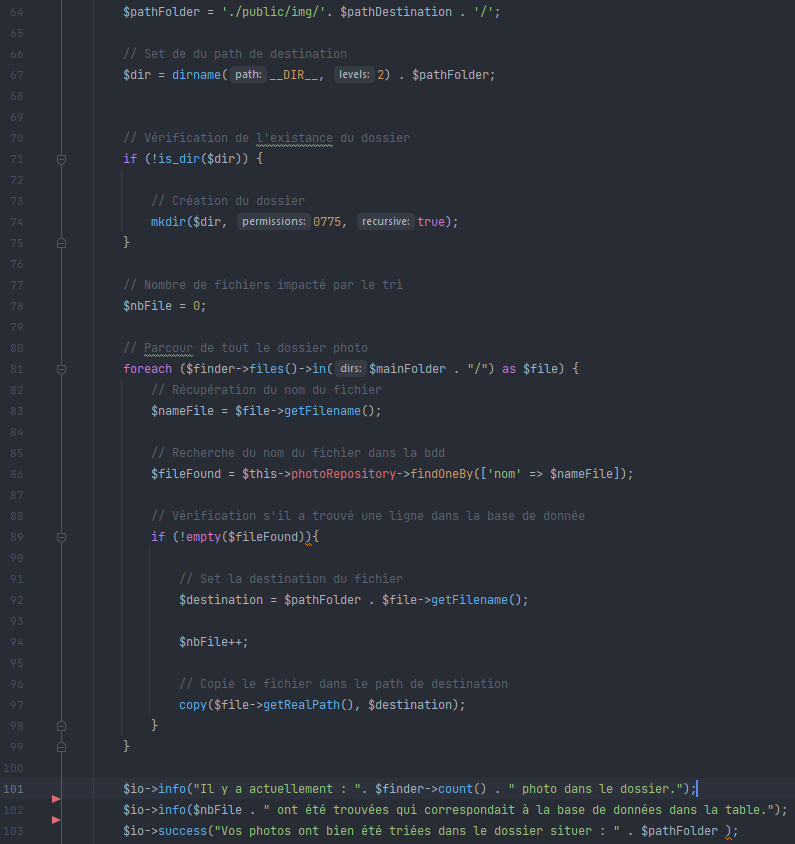 64 $pathFolder = './public/img/'. $pathDestination . '/';
65
66 // Set de du path de destination
67 $dir = dirname( path: __DIR__, levels: 2) . $pathFolder;
68
69
70 // Vérification de l'existance du dossier
71 if (!is_dir($dir)) {
72
73 // Création du dossier
74 mkdir($dir, permissions: 0775, recursive: true);
75 }
76
77 // Nombre de fichiers impacté par le tri
78 $nbFile = 0;
79
80 // Parcour de tout le dossier photo
81 foreach ($finder->files()->in( dirs: $mainFolder . "/") as $file) {
82 // Récupération du nom du fichier
83 $nameFile = $file->getFilename();
84
85 // Recherche du nom du fichier dans la bdd
86 $fileFound = $this->photoRepository->findOneBy(['nom' => $nameFile]);
87
88 // Vérification s'il a trouvé une ligne dans la base de donnée
89 if (!empty($fileFound)){
90
91 // Set la destination du fichier
92 $destination = $pathFolder . $file->getFilename();
93
94 $nbFile++;
95
96 // Copie le fichier dans le path de destination
97 copy($file->getRealPath(), $destination);
98 }
99 }
100
101 $io->info("Il y a actuellement : ". $finder->count() . " photo dans le dossier.");
102 $io->info($nbFile . " ont été trouvées qui correspondait à la base de données dans la table.");
103 $io->success("Vos photos ont bien été triées dans le dossier situer : " . $pathFolder );